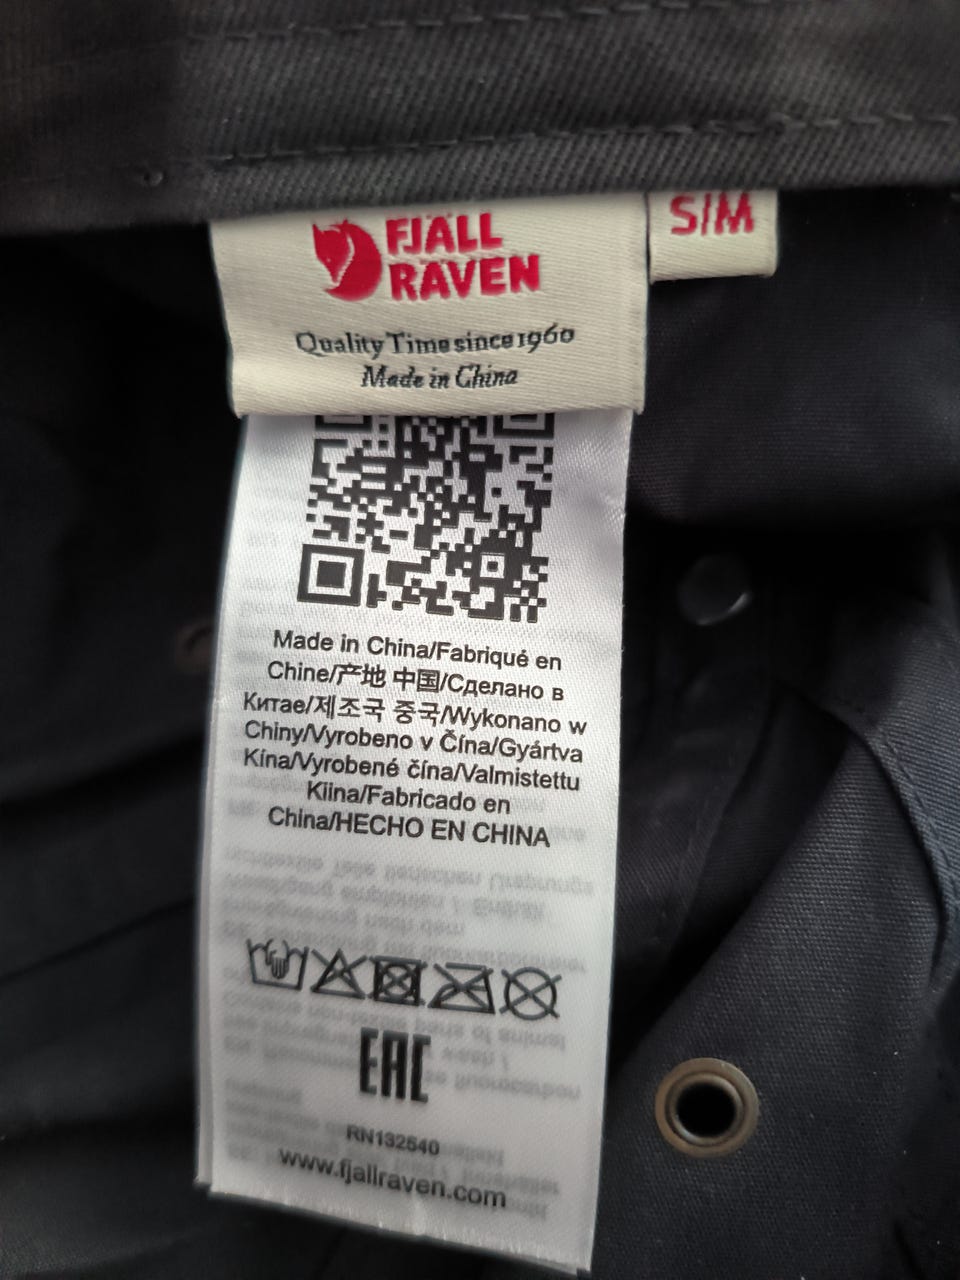 FJÄLL
RÄVEN
S/M
Quality Time since 1960
Made in China
Made in China/Fabriqué en
Chine/产地 中国/Сделано в
Китае/제조국 중국/Wykonano w
Chiny/Vyrobeno v Čína/Gyártva
Kína/Vyrobené čína/Valmistettu
Kiina/Fabricado en
China/HECHO EN CHINA
EAC
RN132540
www.fjallraven.com